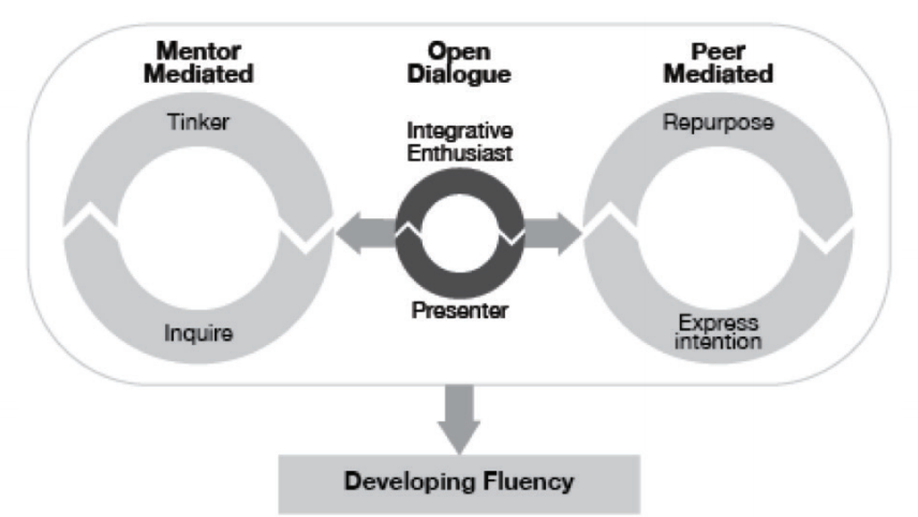 Mentor
Mediated
Open
Dialogue
Peer
Mediated
Tinker
Integrative
Enthusiast
Repurpose
Presenter
Inquire
Express
intention
Developing Fluency